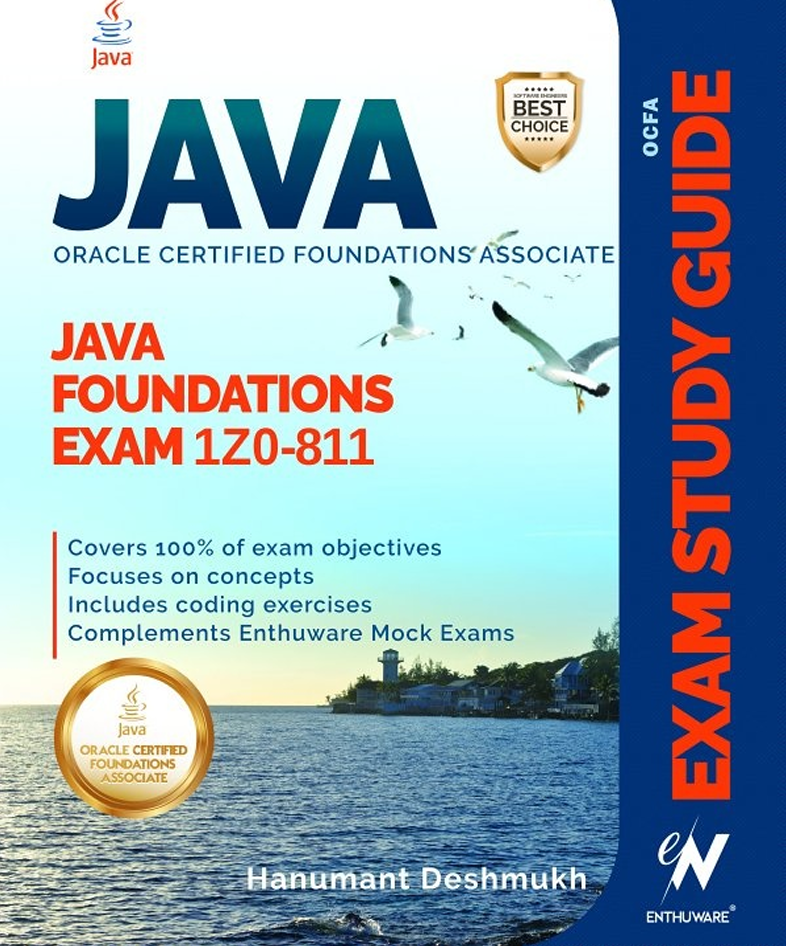 Java
JAVA
ORACLE CERTIFIED FOUNDATIONS ASSOCIATE
SOFTWARE ENGINEERS
BEST
CHOICE
JAVA
FOUNDATIONS
EXAM 1Z0-811
Covers 100% of exam objectives
Focuses on concepts
Includes coding exercises
Complements Enthuware Mock Exams
Java
ORACLE CERTIFIED
FOUNDATIONS
ASSOCIATE
Hanumant Deshmukh
OCFA
EXAM STUDY GUIDE
eN
ENTHUWARE®